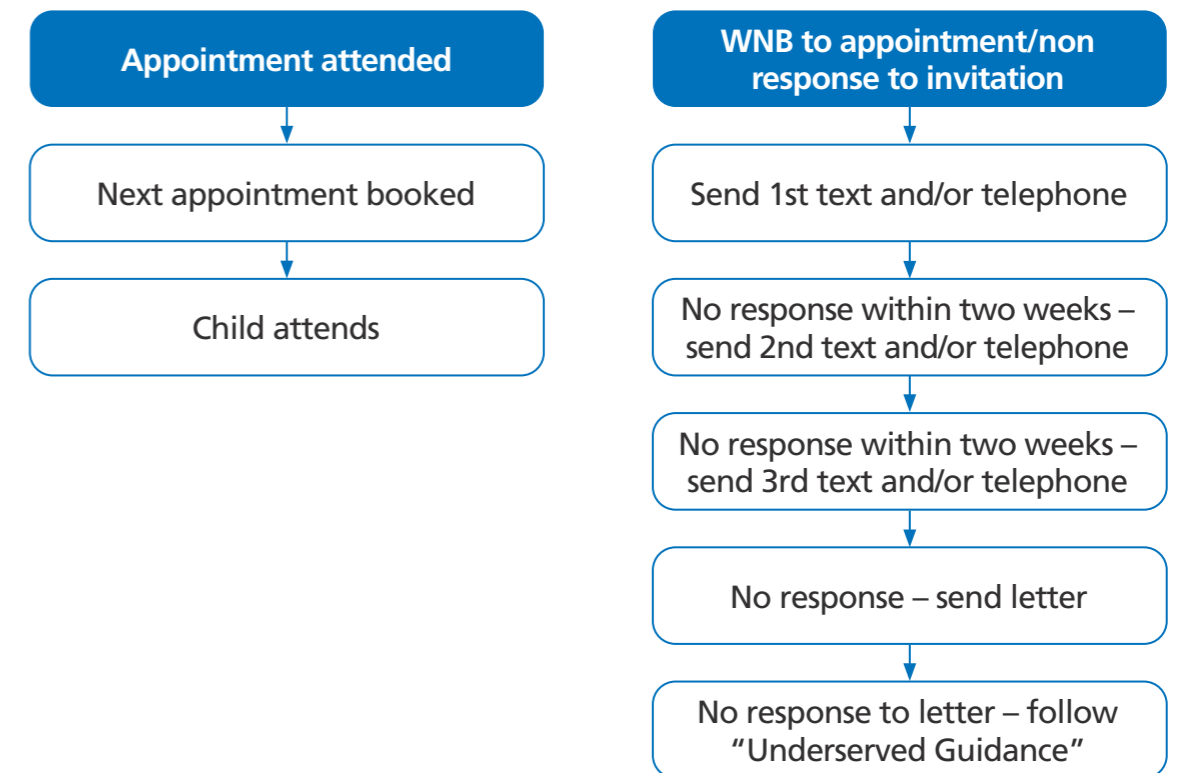 Appointment attended
Next appointment booked
Child attends
WNB to appointment/non
response to invitation
Send 1st text and/or telephone
No response within two weeks –
send 2nd text and/or telephone
No response within two weeks –
send 3rd text and/or telephone
No response – send letter
No response to letter – follow
“Underserved Guidance”